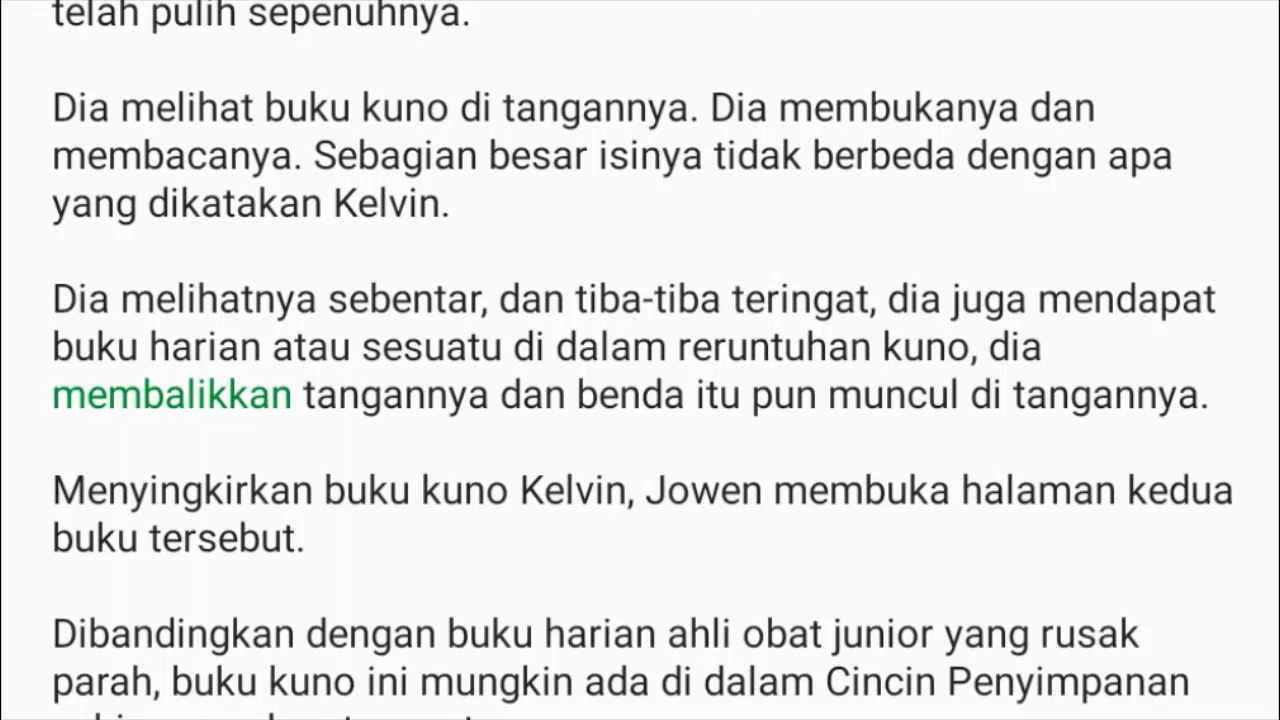 telah pulih sepenuhnya.
Dia melihat buku kuno di tangannya. Dia membukanya dan
membacanya. Sebagian besar isinya tidak berbeda dengan apa
yang dikatakan Kelvin.
Dia melihatnya sebentar, dan tiba-tiba teringat, dia juga mendapat
buku harian atau sesuatu di dalam reruntuhan kuno, dia
membalikkan tangannya dan benda itu pun muncul di tangannya.
Menyingkirkan buku kuno Kelvin, Jowen membuka halaman kedua
buku tersebut.
Dibandingkan dengan buku harian ahli obat junior yang rusak
parah, buku kuno ini mungkin ada di dalam Cincin Penyimpanan